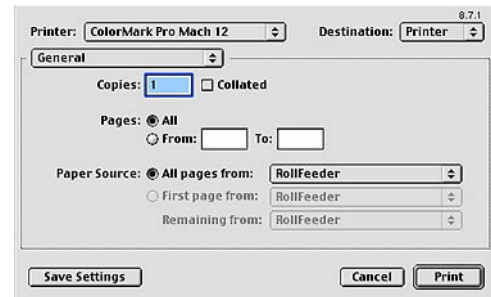 8.7.1
Printer: ColorMark Pro Mach 12 Destination: Printer
General
Copies: 1 Collated
Pages: All
From: To:
Paper Source: All pages from: RollFeeder
First page from: RollFeeder
Remaining from: RollFeeder
Save Settings Cancel Print